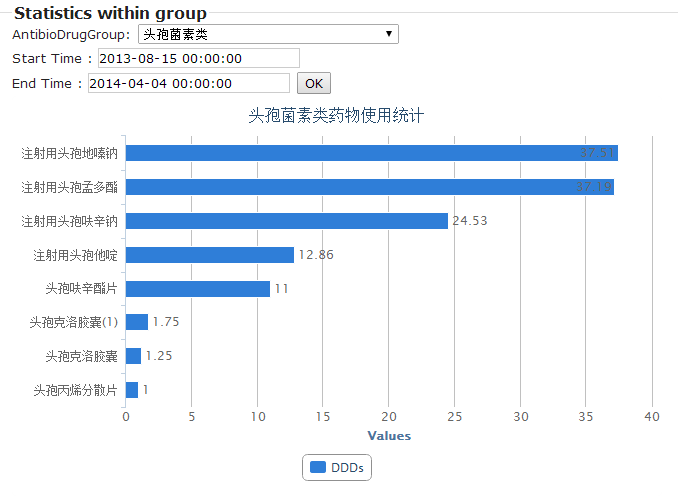 Statistics within group
AntibioDrugGroup: 头孢菌素类
Start Time : 2013-08-15 00:00:00
End Time : 2014-04-04 00:00:00 OK
头孢菌素类药物使用统计
注射用头孢地嗪钠 37.51
注射用头孢孟多酯 37.19
注射用头孢呋辛钠 24.53
注射用头孢他啶 12.86
头孢呋辛酯片 11
头孢克洛胶囊(1) 1.75
头孢克洛胶囊 1.25
头孢丙烯分散片 1
0 5 10 15 20 25 30 35 40
Values
DDDs